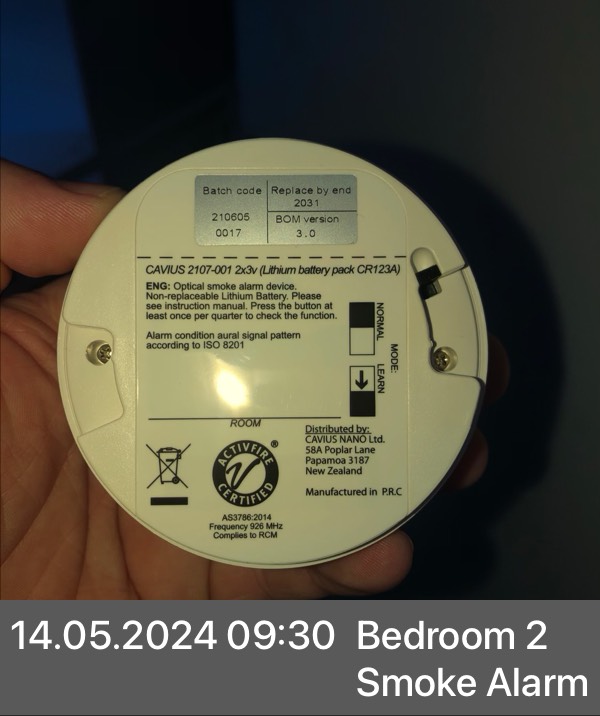 Batch code
210605
0017
Replace by end
2031
BOM version
3.0
CAVIUS 2107-001 2x3v (Lithium battery pack CR123A)
ENG: Optical smoke alarm device.
Non-replaceable Lithium Battery. Please
see instruction manual. Press the button at
least once per quarter to check the function.
Alarm condition aural signal pattern
according to ISO 8201
NORMAL
MODE:
LEARN
ROOM
ACTIVFIRE
®
CERTIFIED
AS3786:2014
Frequency 926 MHz
Complies to RCM
Distributed by:
CAVIUS NANO Ltd.
58A Poplar Lane
Papamoa 3187
New Zealand
Manufactured in P.R.C
14.05.2024 09:30
Bedroom 2
Smoke Alarm